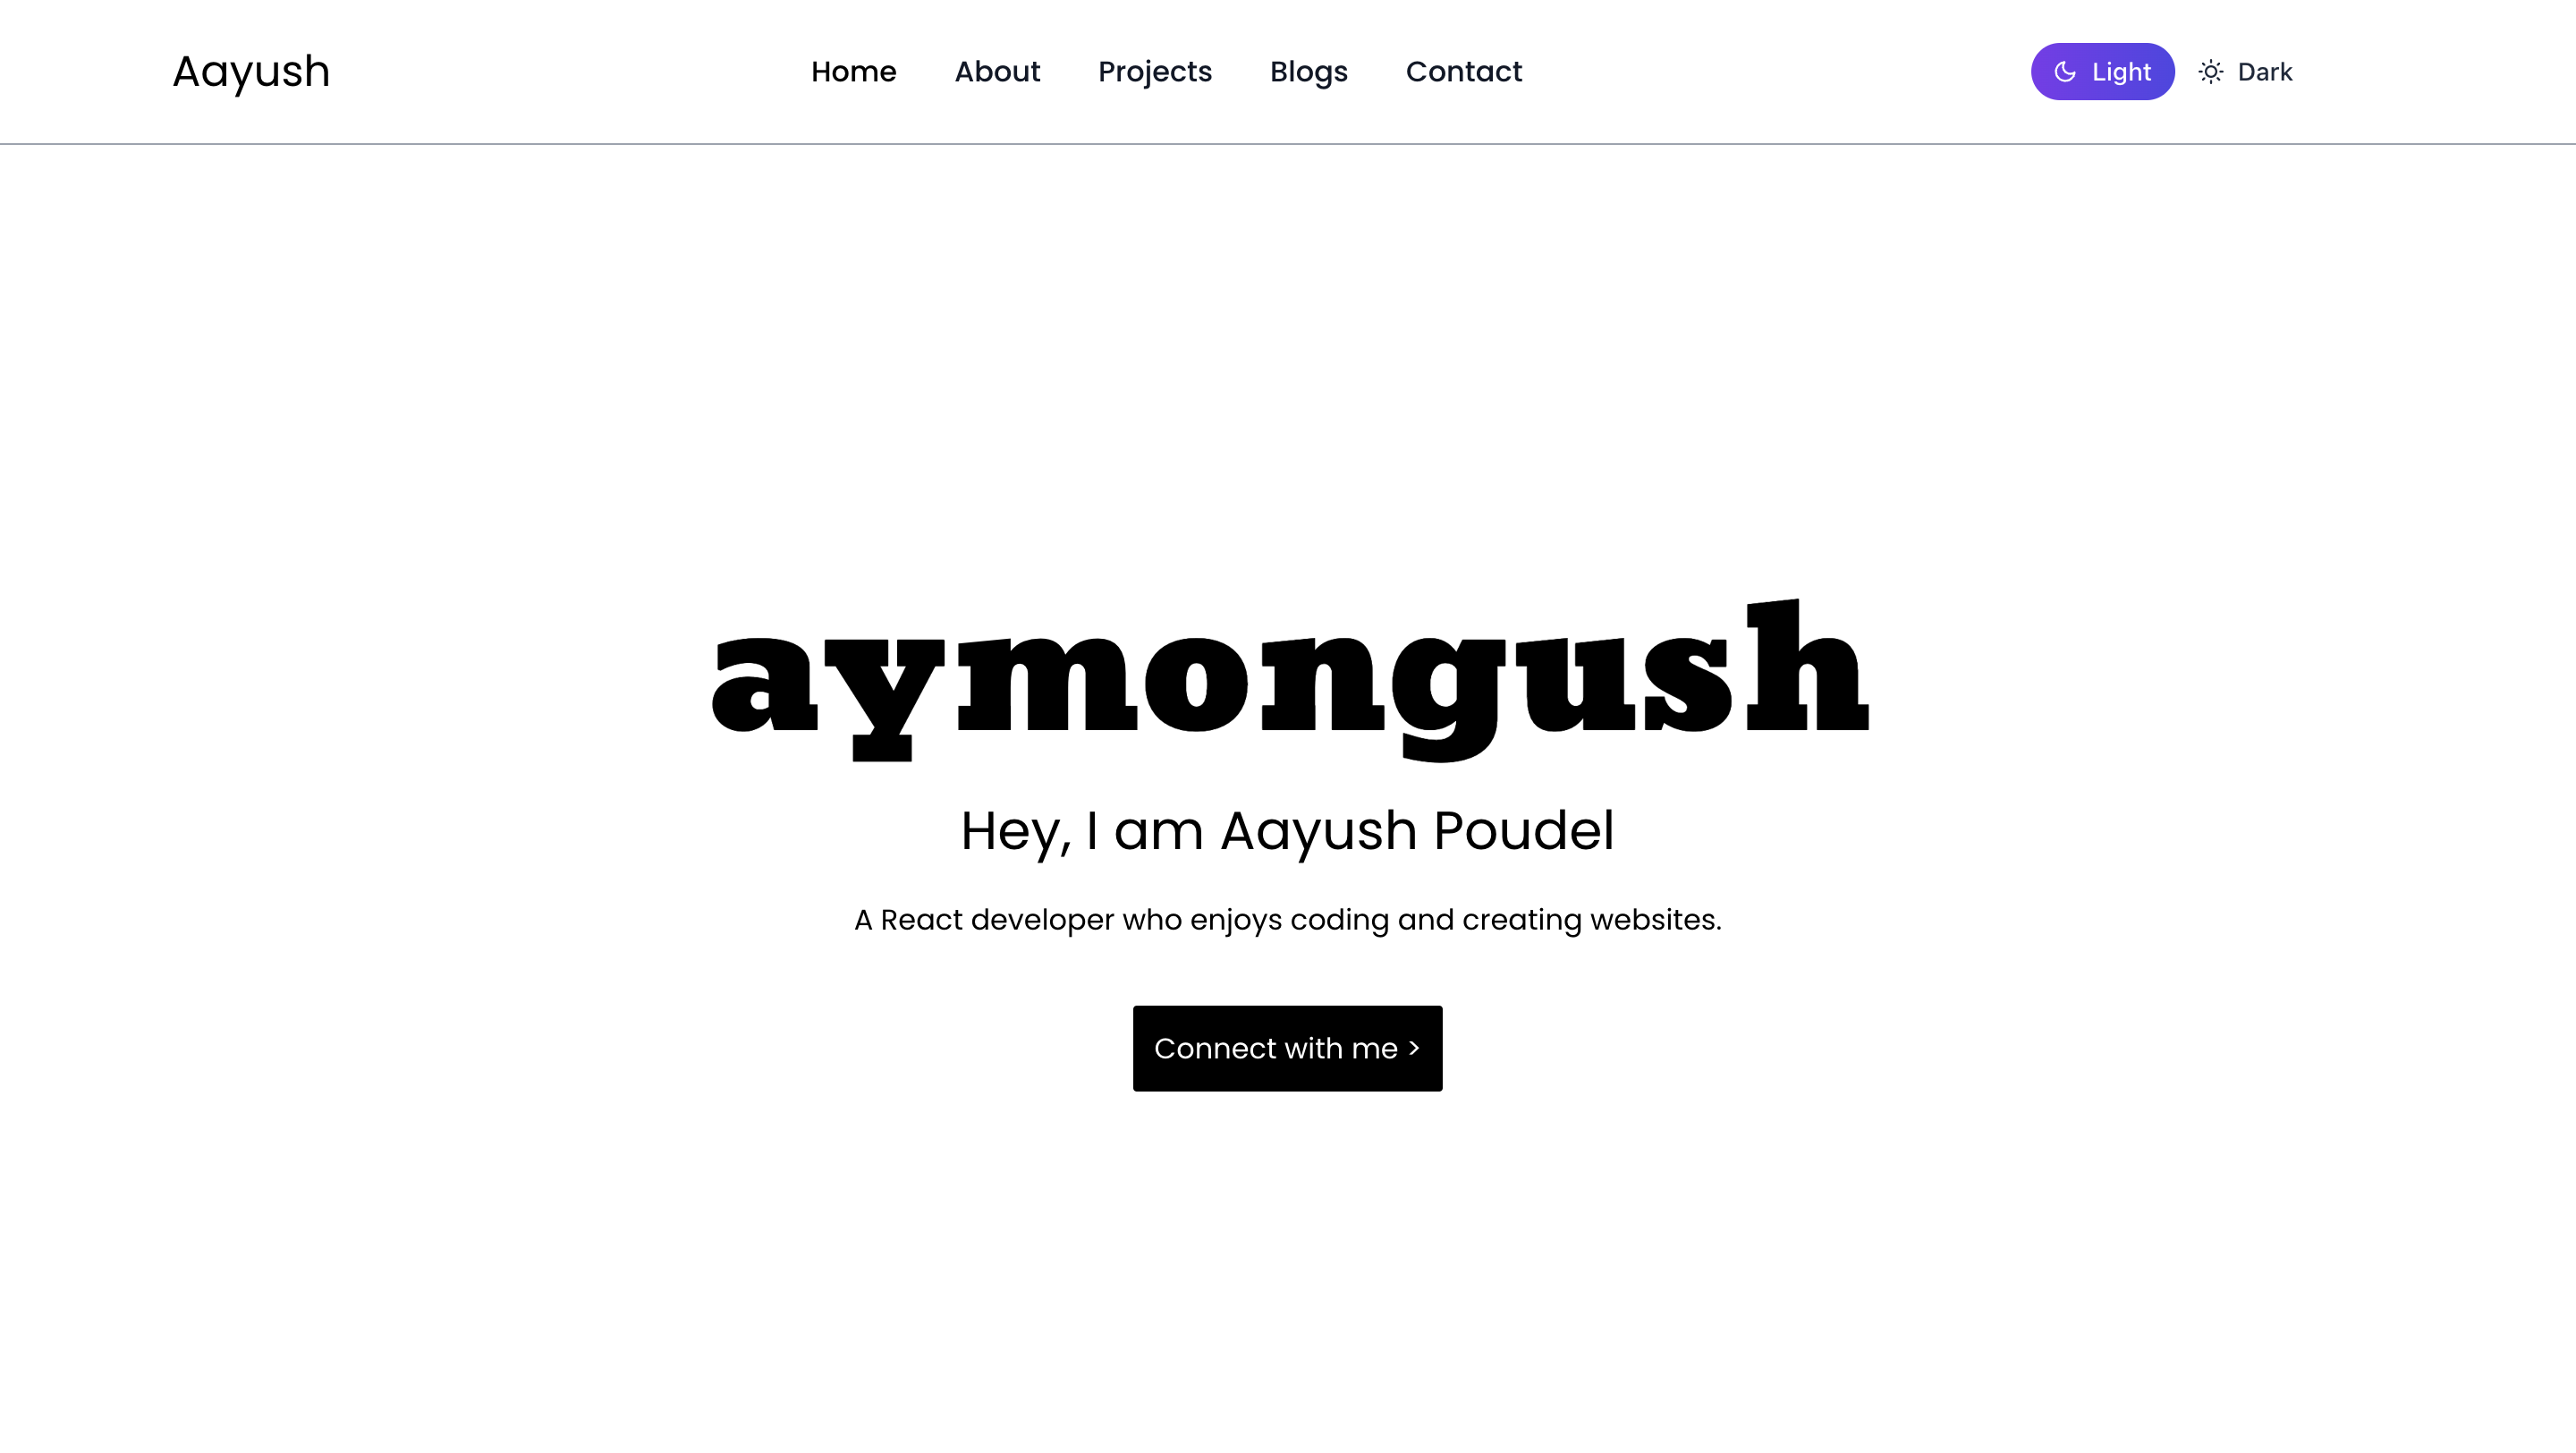 Aayush
Home About Projects Blogs Contact
Light Dark
aymongush
Hey, I am Aayush Poudel
A React developer who enjoys coding and creating websites.
Connect with me >